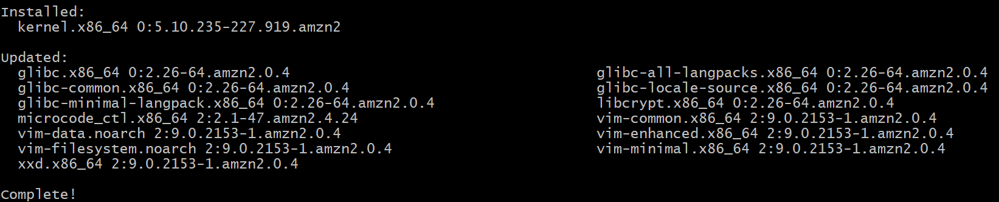 Installed:
  kernel.x86_64 0:5.10.235-227.919.amzn2

Updated:
  glibc.x86_64 0:2.26-64.amzn2.0.4                                    glibc-all-langpacks.x86_64 0:2.26-64.amzn2.0.4
  glibc-common.x86_64 0:2.26-64.amzn2.0.4                             glibc-locale-source.x86_64 0:2.26-64.amzn2.0.4
  glibc-minimal-langpack.x86_64 0:2.26-64.amzn2.0.4                   libcrypt.x86_64 0:2.26-64.amzn2.0.4
  microcode_ctl.x86_64 2:2.1-47.amzn2.4.24                            vim-common.x86_64 2:9.0.2153-1.amzn2.0.4
  vim-data.noarch 2:9.0.2153-1.amzn2.0.4                              vim-enhanced.x86_64 2:9.0.2153-1.amzn2.0.4
  vim-filesystem.noarch 2:9.0.2153-1.amzn2.0.4                        vim-minimal.x86_64 2:9.0.2153-1.amzn2.0.4
  xxd.x86_64 2:9.0.2153-1.amzn2.0.4

Complete!